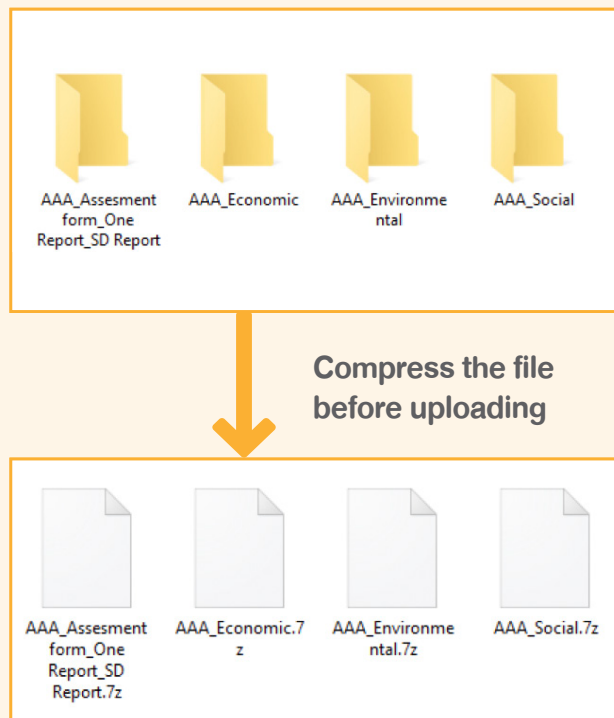 AAA_Assesment
form_One
Report_SD Report
AAA_Economic
AAA_Environme
ntal
AAA_Social
Compress the file
before uploading
AAA_Assesment
form_One
Report_SD
Report.7z
AAA_Economic.7
z
AAA_Environme
ntal.7z
AAA_Social.7z